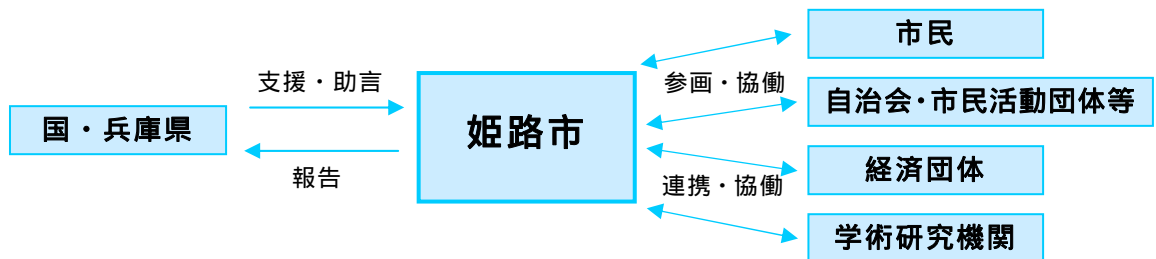 国・兵庫県
支援・助言
報告
姫路市
参画・協働
連携・協働
市民
自治会・市民活動団体等
経済団体
学術研究機関